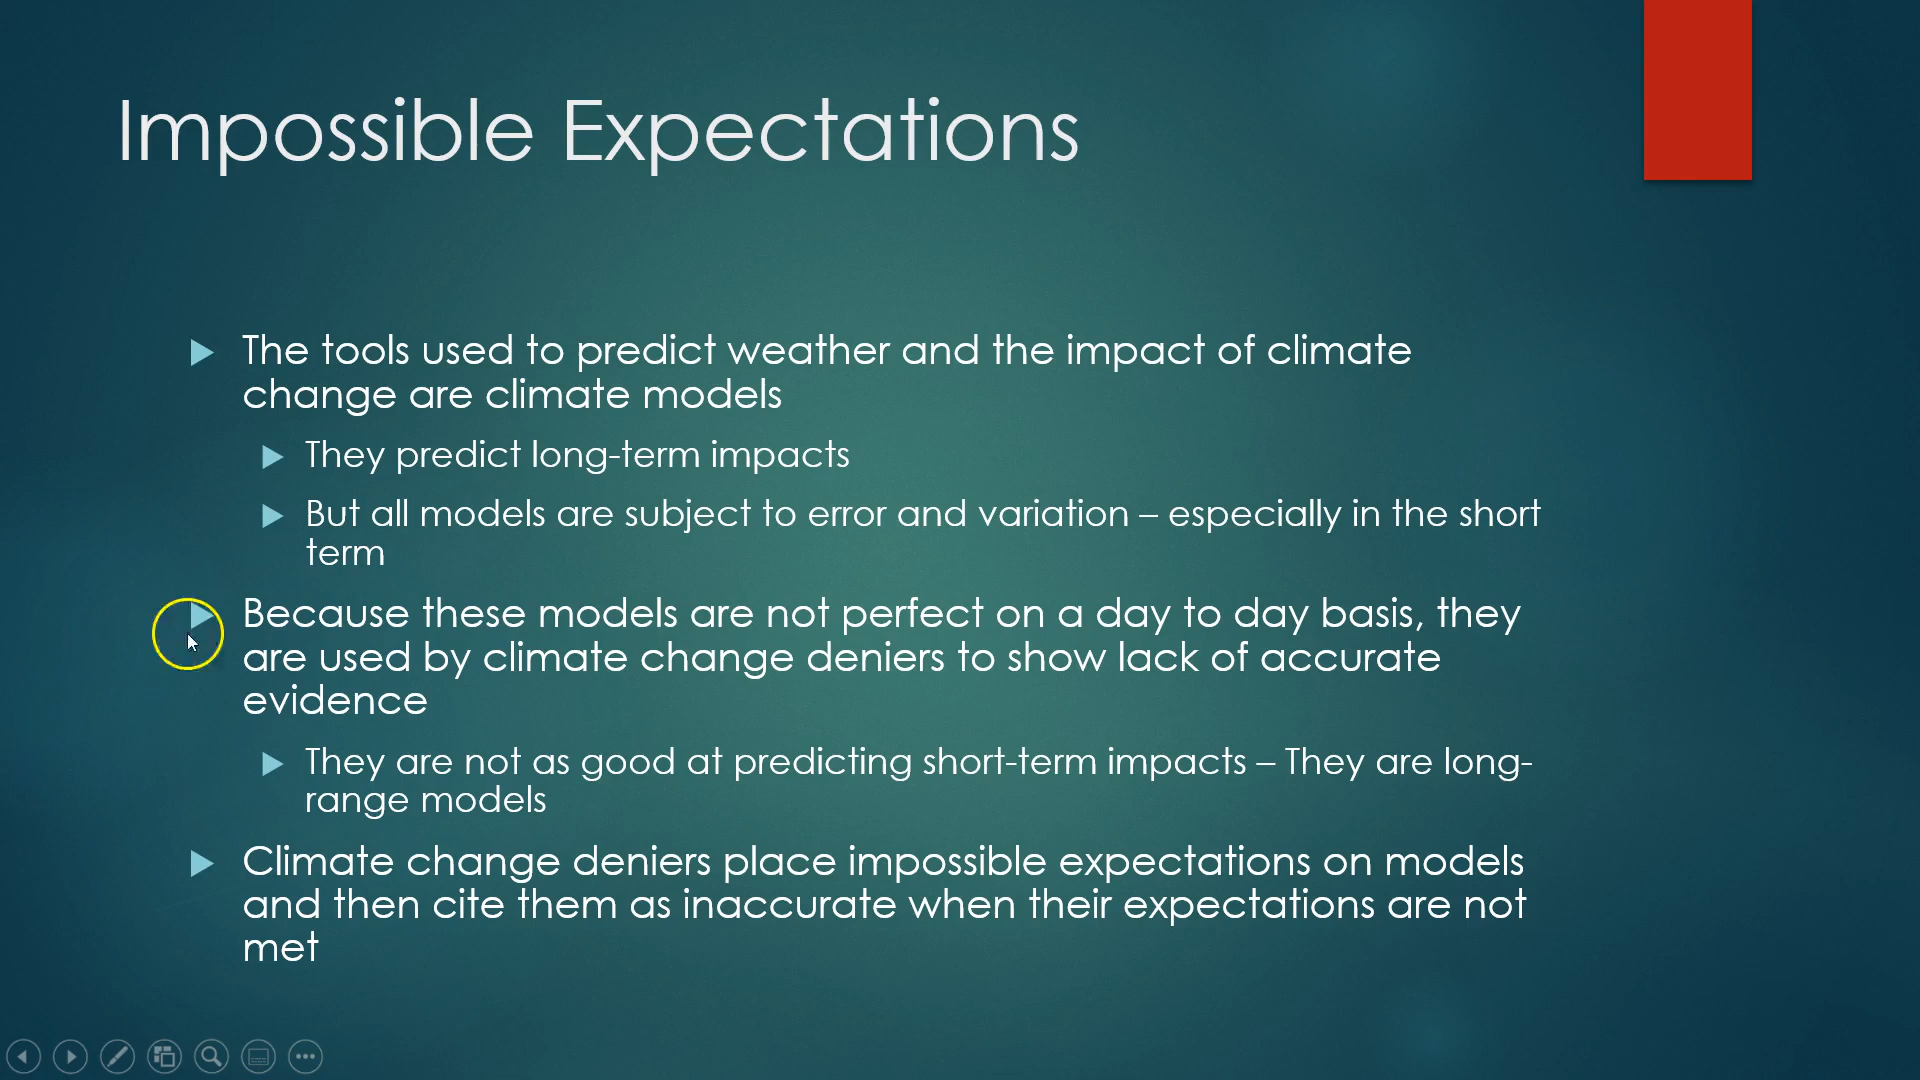 Impossible Expectations
The tools used to predict weather and the impact of climate
change are climate models
They predict long-term impacts
But all models are subject to error and variation – especially in the short
term
Because these models are not perfect on a day to day basis, they
are used by climate change deniers to show lack of accurate
evidence
They are not as good at predicting short-term impacts – They are long-
range models
Climate change deniers place impossible expectations on models
and then cite them as inaccurate when their expectations are not
met